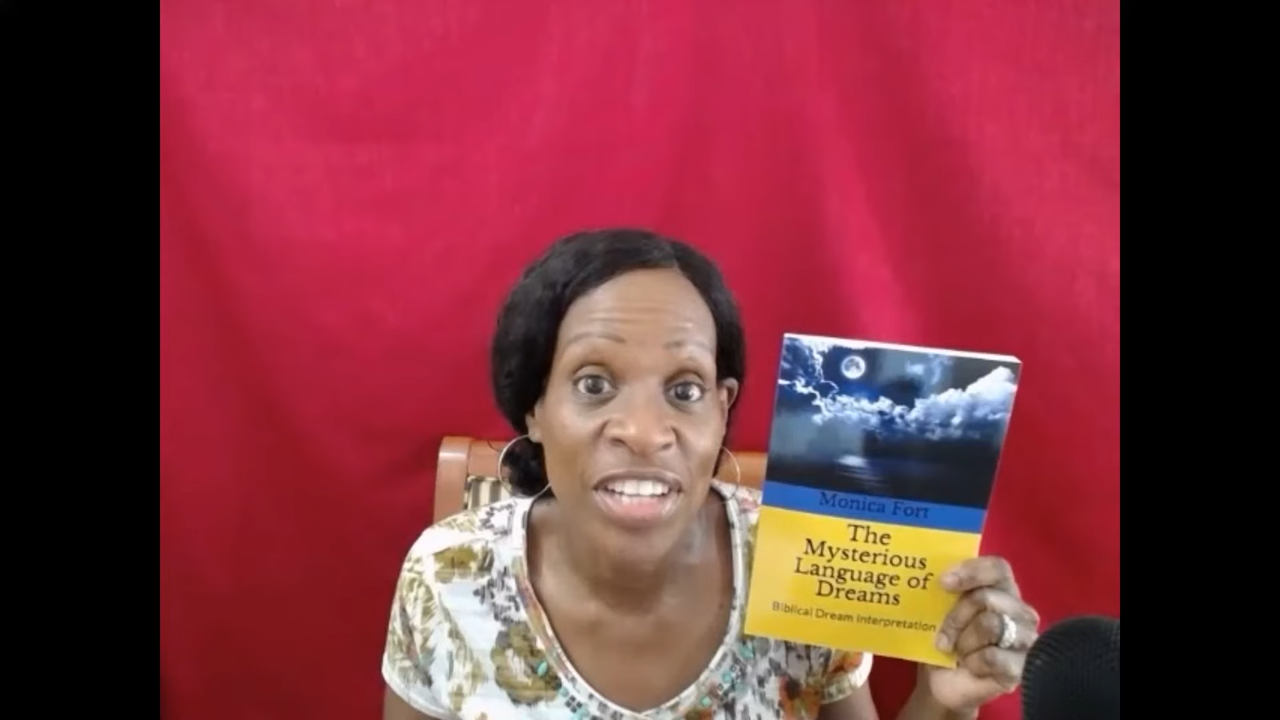 Monica Fort
The
Mysterious
Language of
Dreams
Biblical Dream Interpretation